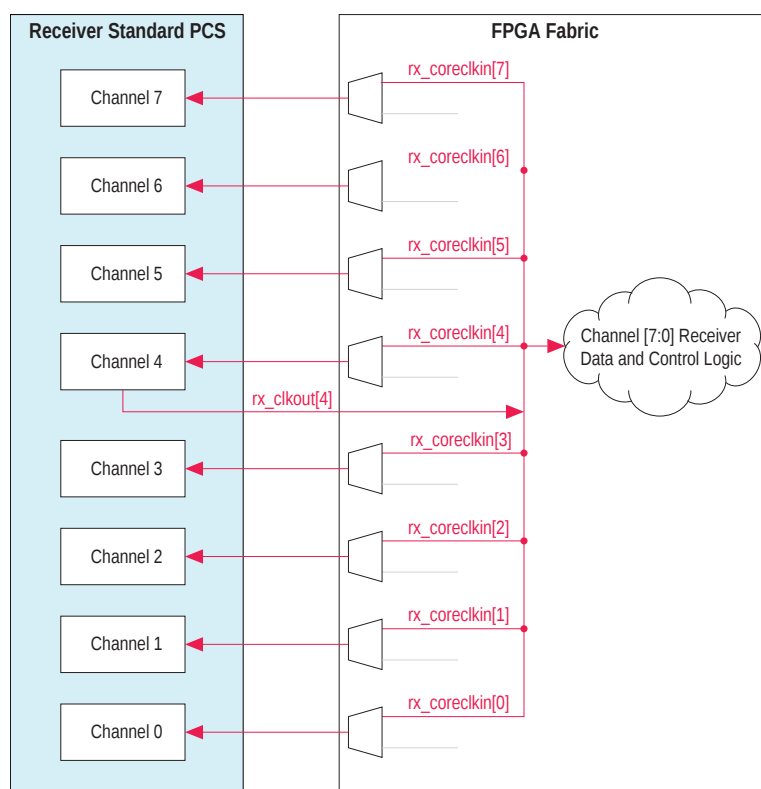 Receiver Standard PCS
FPGA Fabric
rx_coreclkin[7]
Channel 7
rx_coreclkin[6]
Channel 6
rx_coreclkin[5]
Channel 5
rx_coreclkin[4]
Channel 4
Channel [7:0] Receiver
Data and Control Logic
rx_clkout[4]
rx_coreclkin[3]
Channel 3
rx_coreclkin[2]
Channel 2
rx_coreclkin[1]
Channel 1
rx_coreclkin[0]
Channel 0